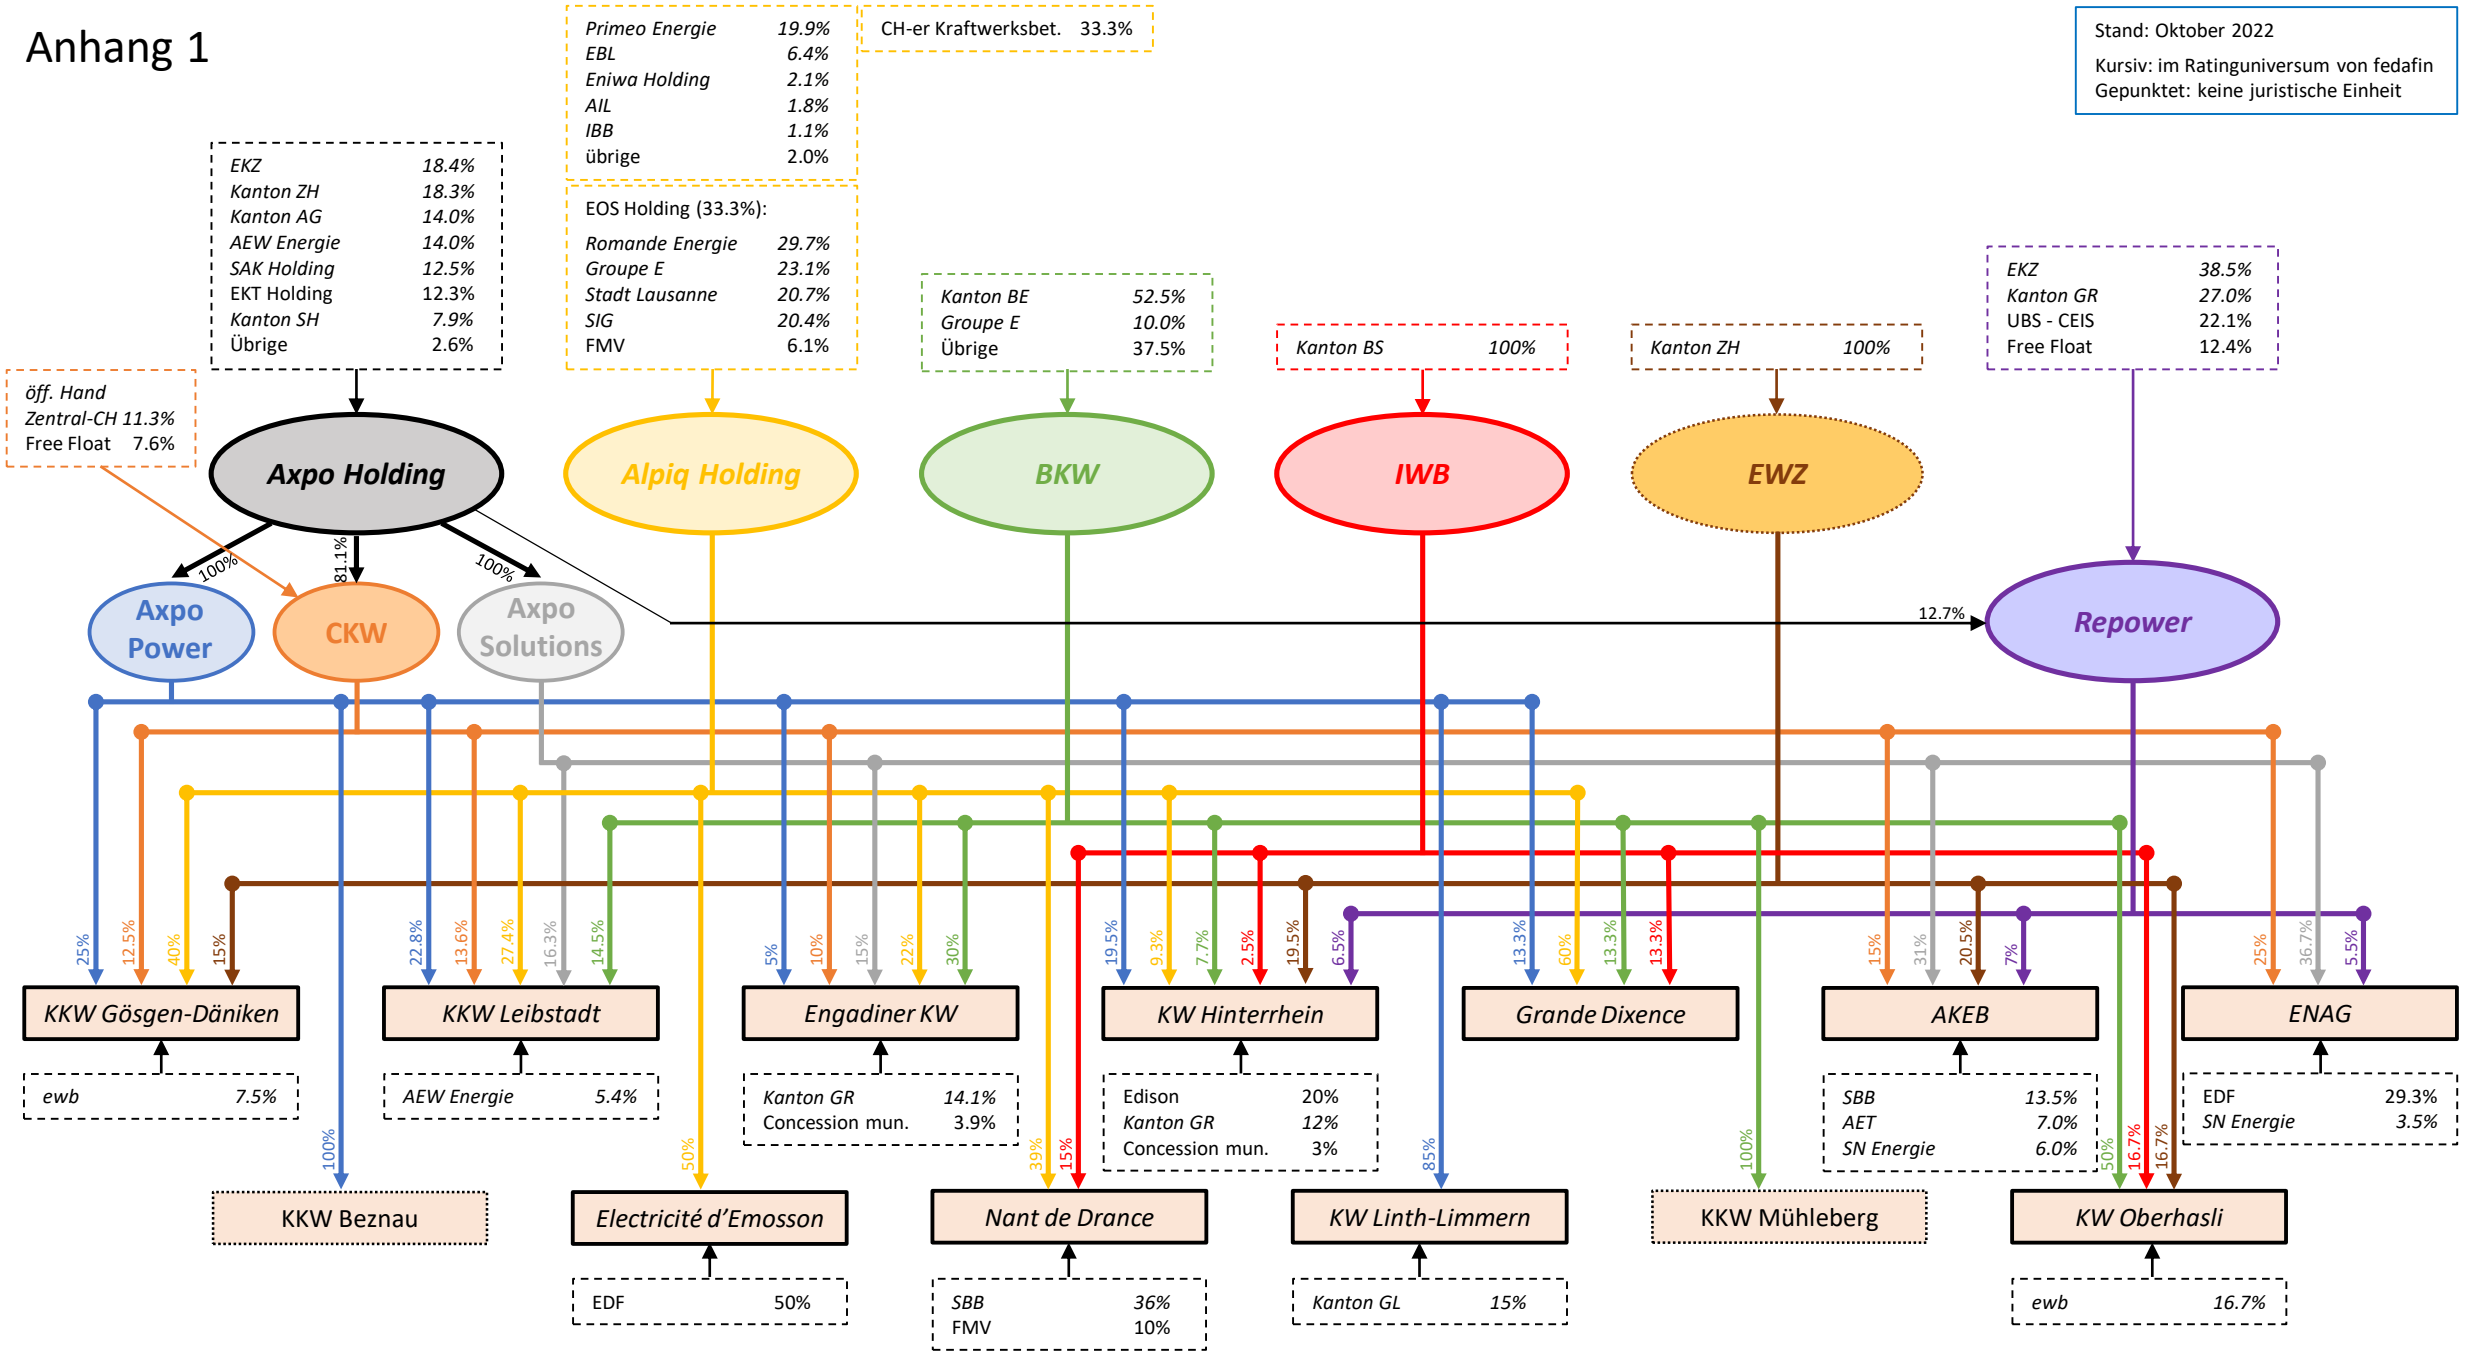 Anhang 1
Primeo Energie 19.9%
EBL 6.4%
Eniwa Holding 2.1%
AIL 1.8%
IBB 1.1%
übrige 2.0%
CH-er Kraftwerksbet. 33.3%
Stand: Oktober 2022
Kursiv: im Ratinguniversum von fedafin
Gepunktet: keine juristische Einheit
EKZ 18.4%
Kanton ZH 18.3%
Kanton AG 14.0%
AEW Energie 14.0%
SAK Holding 12.5%
EKT Holding 12.3%
Kanton SH 7.9%
Übrige 2.6%
EOS Holding (33.3%):
Romande Energie 29.7%
Groupe E 23.1%
Stadt Lausanne 20.7%
SIG 20.4%
FMV 6.1%
Kanton BE 52.5%
Groupe E 10.0%
Übrige 37.5%
Kanton BS 100%
Kanton ZH 100%
EKZ 38.5%
Kanton GR 27.0%
UBS - CEIS 22.1%
Free Float 12.4%
öff. Hand
Zentral-CH 11.3%
Free Float 7.6%
Axpo Holding
Alpiq Holding
BKW
IWB
EWZ
100%
81.1%
100%
12.7%
Axpo
Power
CKW
Axpo
Solutions
Repower
25%
12.5%
40%
15%
22.8%
13.6%
27.4%
16.3%
14.5%
5%
10%
15%
22%
30%
19.5%
9.3%
7.7%
2.5%
19.5%
6.5%
13.3%
60%
13.3%
13.3%
15%
31%
20.5%
7%
25%
36.7%
5.5%
KKW Gösgen-Däniken
KKW Leibstadt
Engadiner KW
KW Hinterrhein
Grande Dixence
AKEB
ENAG
ewb 7.5%
AEW Energie 5.4%
Kanton GR 14.1%
Concession mun. 3.9%
Edison 20%
Kanton GR 12%
Concession mun. 3%
SBB 13.5%
AET 7.0%
SN Energie 6.0%
EDF 29.3%
SN Energie 3.5%
100%
50%
39%
15%
85%
100%
50%
16.7%
16.7%
KKW Beznau
Electricité d’Emosson
Nant de Drance
KW Linth-Limmern
KKW Mühleberg
KW Oberhasli
EDF 50%
SBB 36%
FMV 10%
Kanton GL 15%
ewb 16.7%